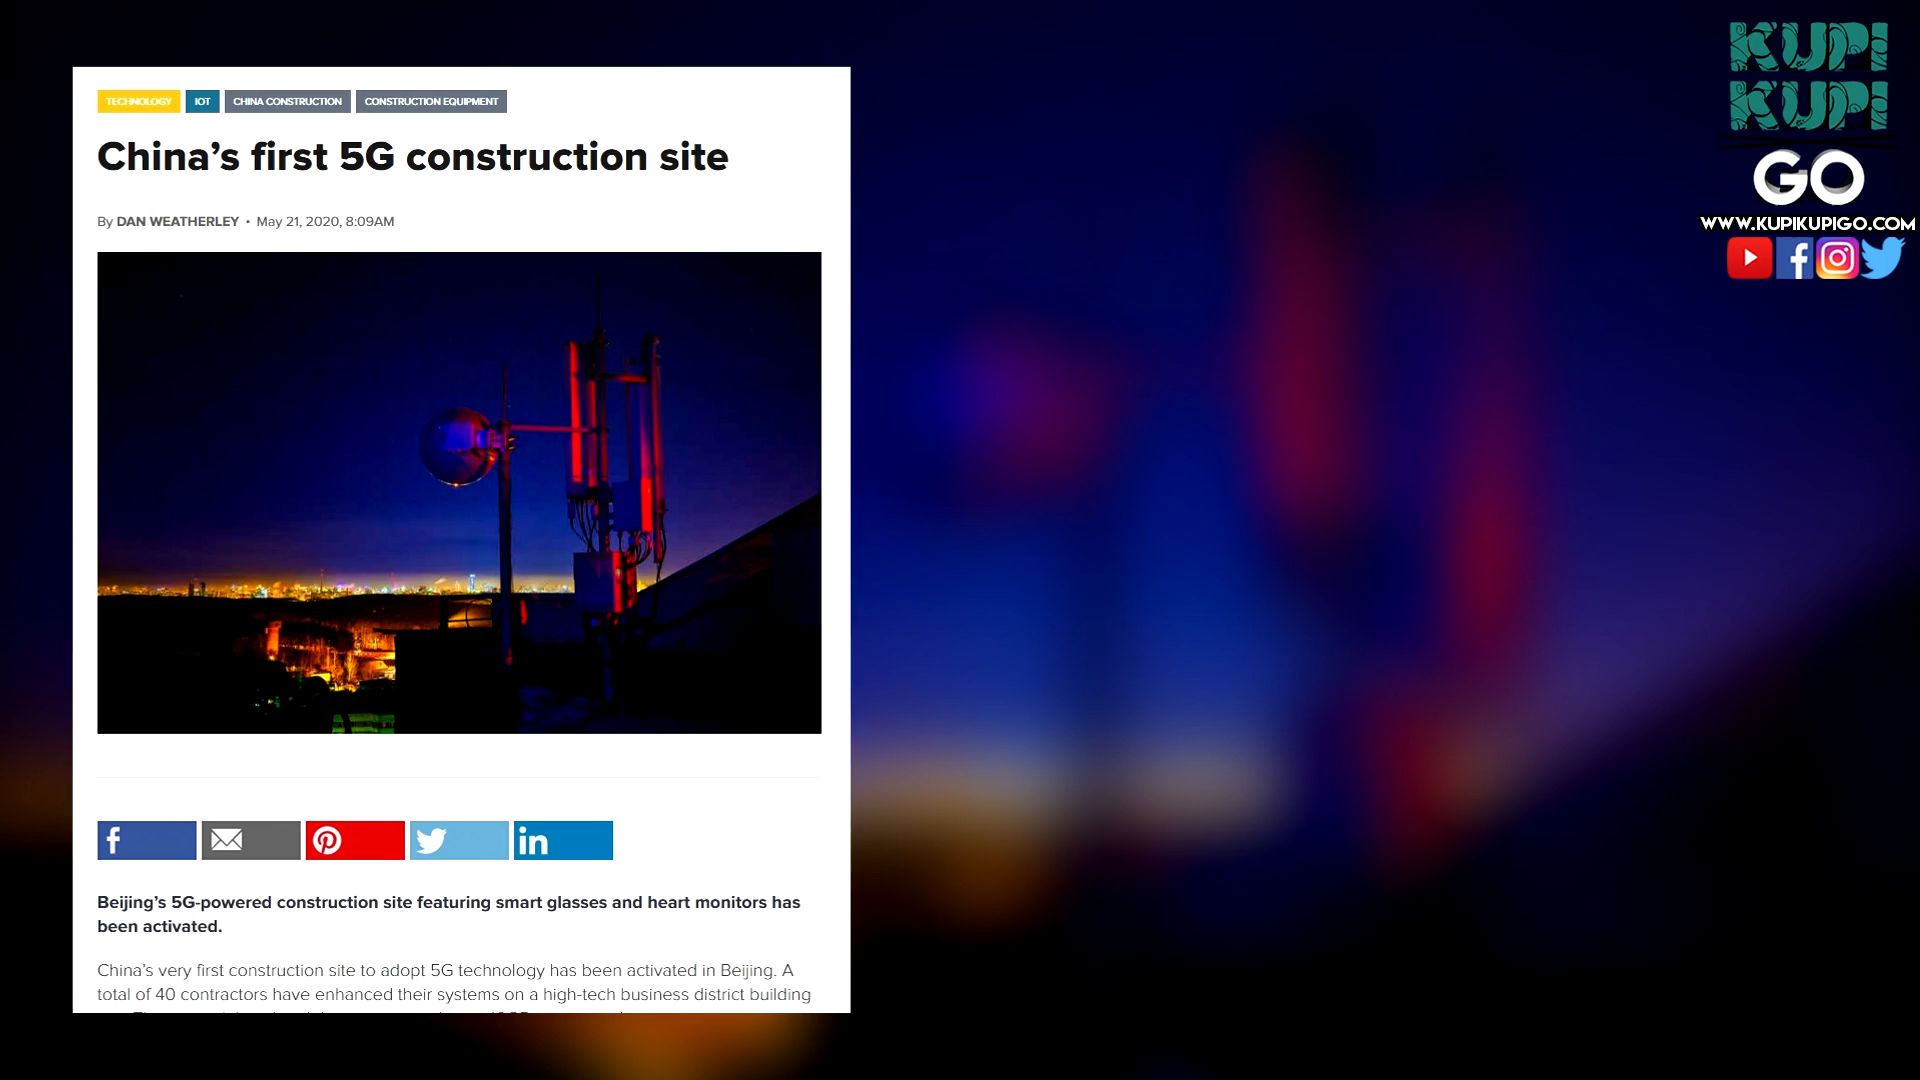 TECHNOLOGY IOT CHINA CONSTRUCTION CONSTRUCTION EQUIPMENT
China’s first 5G construction site
By DAN WEATHERLEY • May 21, 2020, 8:09AM
Beijing’s 5G-powered construction site featuring smart glasses and heart monitors has
been activated.
China’s very first construction site to adopt 5G technology has been activated in Beijing. A
total of 40 contractors have enhanced their systems on a high-tech business district building
KUPI
KUPI
GO
WWW.KUPIKUPIGO.COM